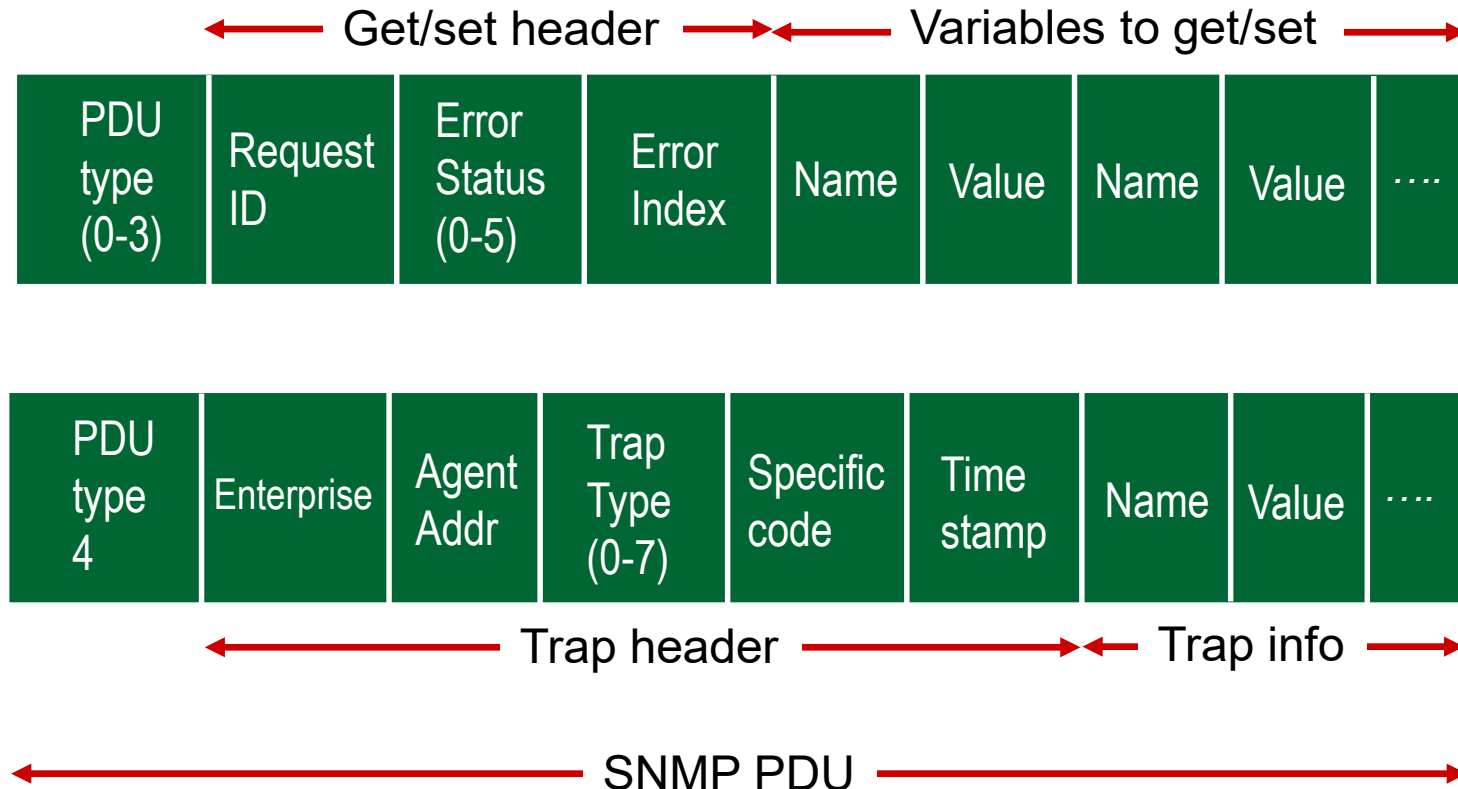 Get/set header
Variables to get/set
PDU
type
(0-3)
Request
ID
Error
Status
(0-5)
Error
Index
Name
Value
Name
Value
....
PDU
type
4
Enterprise
Agent
Addr
Trap
Type
(0-7)
Specific
code
Time
stamp
Name
Value
....
Trap header
Trap info
SNMP PDU